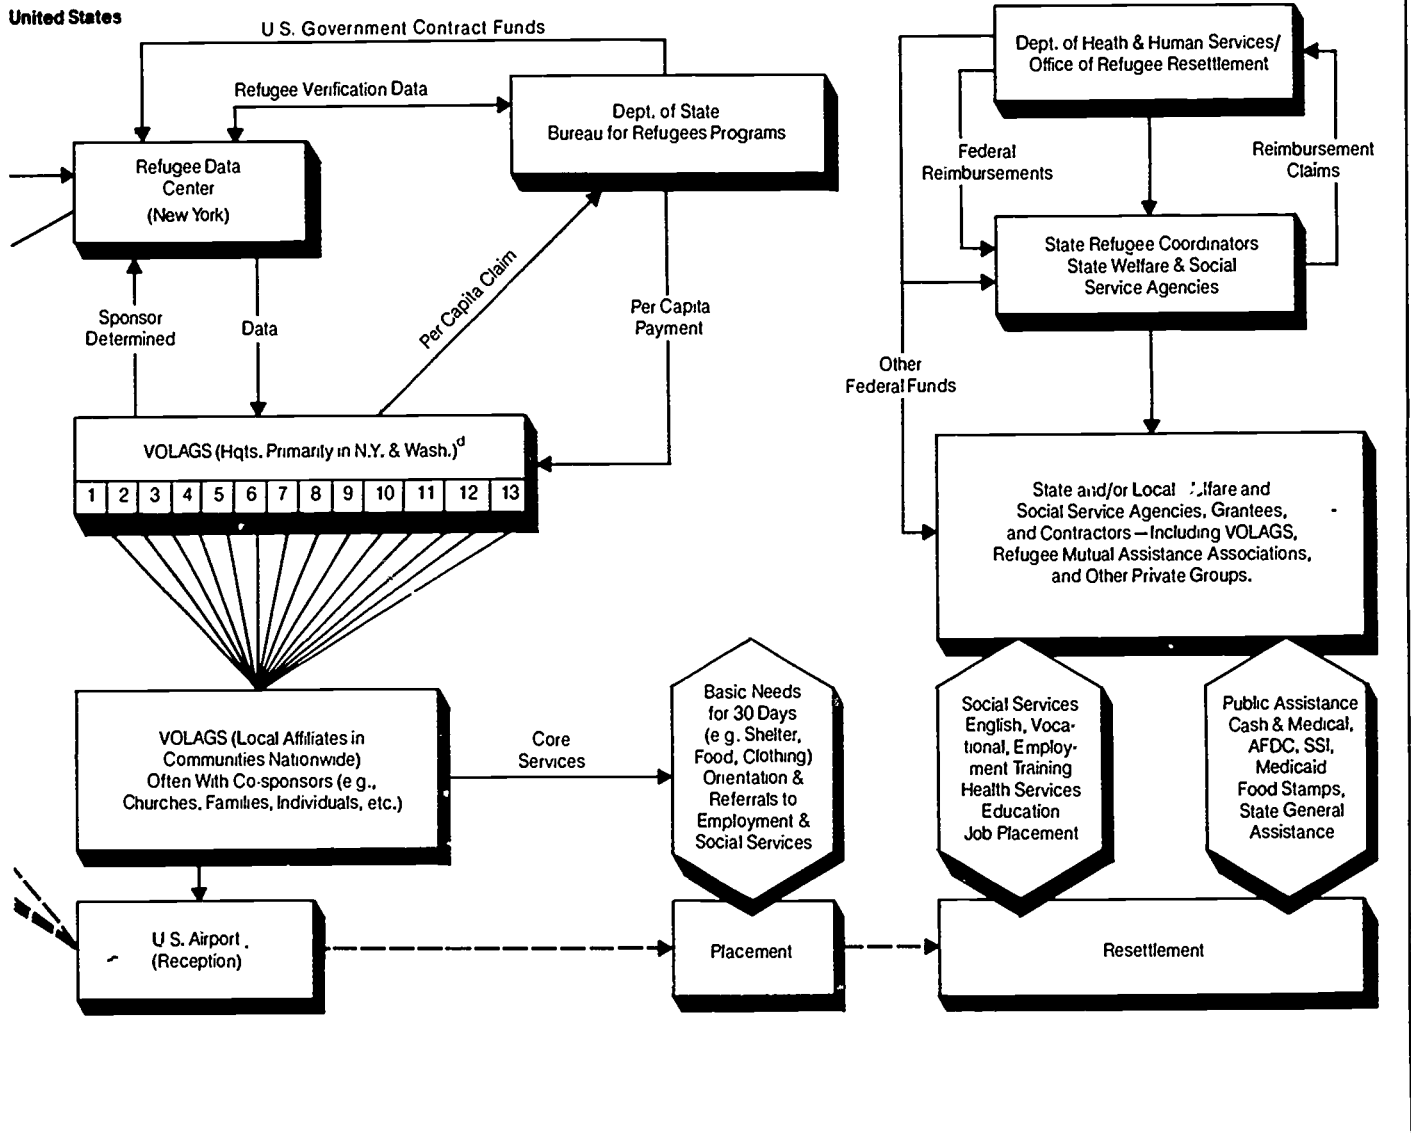 United States
U S. Government Contract Funds
Refugee Verification Data
Dept. of State
Bureau for Refugees Programs
Refugee Data
Center
(New York)
Sponsor
Determined
Data
Per Capita Claim
Per Capita
Payment
VOLAGS (Hqts. Primarily in N.Y. & Wash.)d
1 2 3 4 5 6 7 8 9 10 11 12 13
VOLAGS (Local Affiliates in
Communities Nationwide)
Often With Co-sponsors (e g.,
Churches, Families, Individuals, etc.)
Core
Services
Basic Needs
for 30 Days
(e g. Shelter,
Food, Clothing)
Orientation &
Referrals to
Employment &
Social Services
U S. Airport
(Reception)
Placement
Dept. of Heath & Human Services/
Office of Refugee Resettlement
Federal
Reimbursements
Reimbursement
Claims
State Refugee Coordinators
State Welfare & Social
Service Agencies
Other
Federal Funds
State and/or Local and
Social Service Agencies, Grantees,
and Contractors—Including VOLAGS,
Refugee Mutual Assistance Associations,
and Other Private Groups.
Social Services
English, Voca-
tional, Employ-
ment Training
Health Services
Education
Job Placement
Public Assistance
Cash & Medical,
AFDC, SSI,
Medicaid
Food Stamps,
State General
Assistance
Resettlement